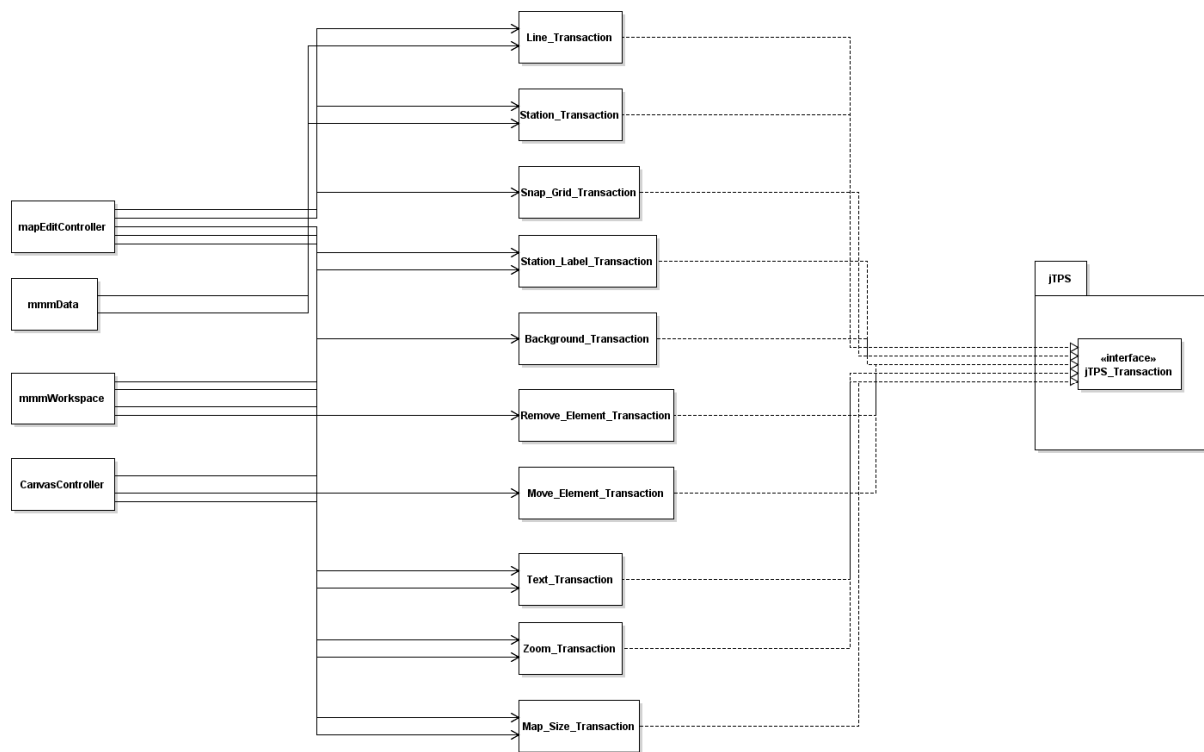 Line_Transaction
Station_Transaction
Snap_Grid_Transaction
mapEditController
Station_Label_Transaction
jTPS
mmmData
Background_Transaction
«interface»
jTPS_Transaction
mmmWorkspace
Remove_Element_Transaction
CanvasController
Move_Element_Transaction
Text_Transaction
Zoom_Transaction
Map_Size_Transaction